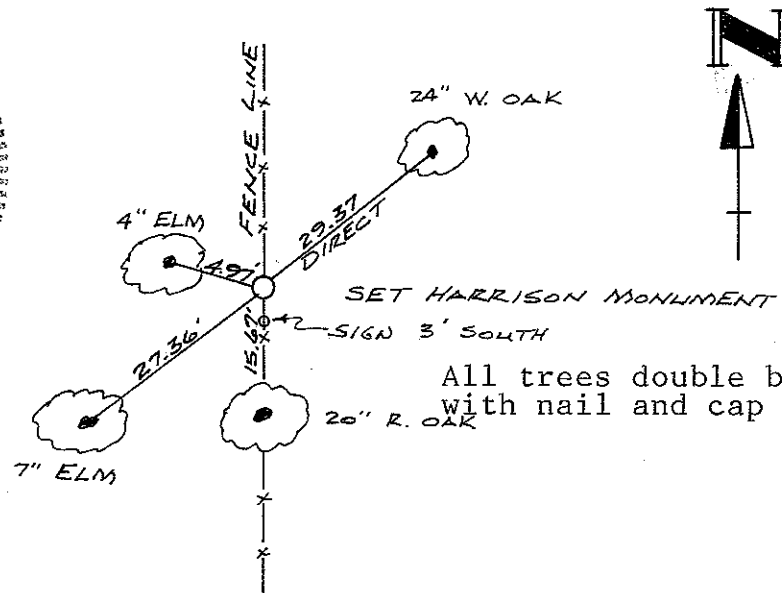 N
FENCE LINE
24" W. OAK
4" ELM
29.37
DIRECT
4.97'
SET HARRISON MONUMENT
SIGN 3' SOUTH
15.67'
27.36'
All trees double b
with nail and cap
20" R. OAK
7" ELM